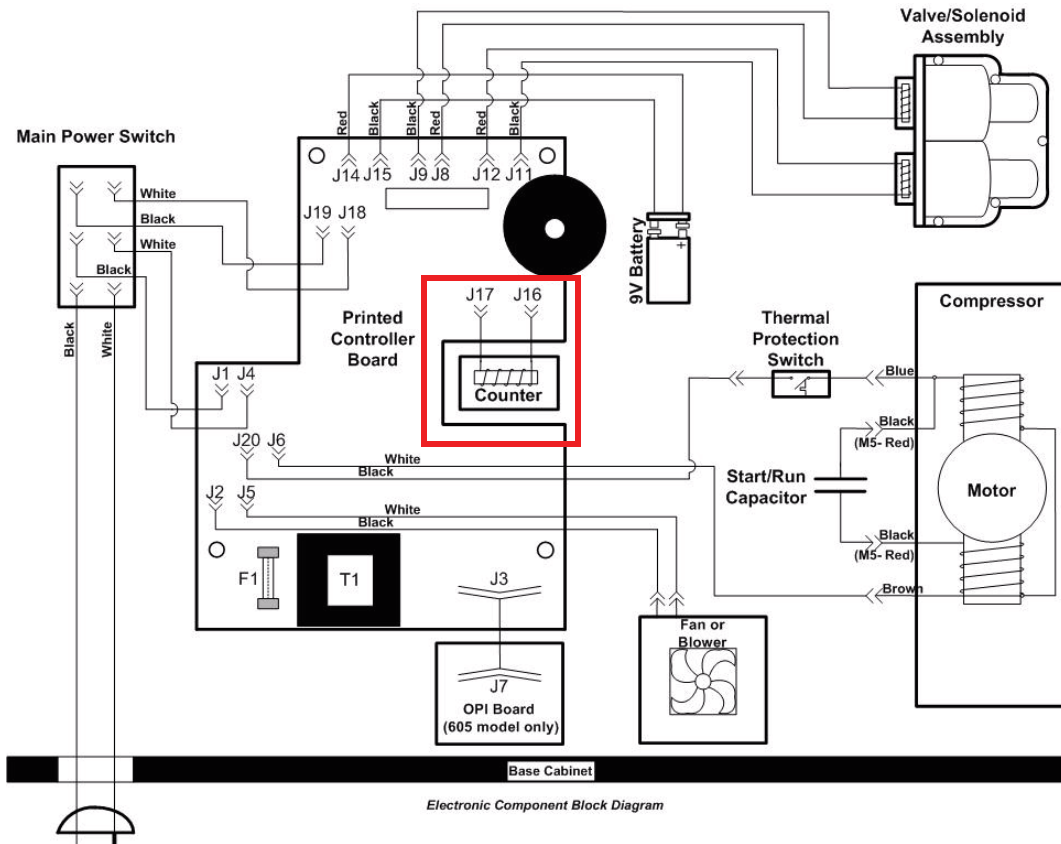 Valve/Solenoid
Assembly
Main Power Switch
Red
Black
Black
Red
Red
Black
J14
J15
J9
J8
J12
J11
White
Black
White
Black
J19
J18
9V Battery
+
J17
J16
Printed
Controller
Board
Counter
Compressor
Thermal
Protection
Switch
Black
White
J1
J4
Blue
Black
(M5- Red)
J20
J6
White
Black
Start/Run
Capacitor
Motor
J2
J5
White
Black
Black
(M5- Red)
F1
T1
J3
Brown
Fan or
Blower
J7
OPI Board
(605 model only)
Base Cabinet
Electronic Component Block Diagram